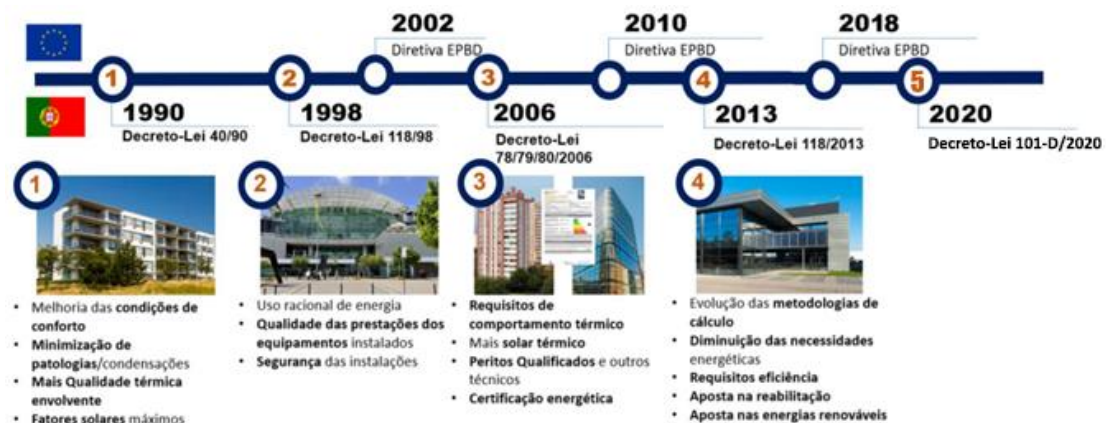 2002
Diretiva EPBD
2010
Diretiva EPBD
2018
Diretiva EPBD
1
2
3
4
5
1990
Decreto-Lei 40/90
1998
Decreto-Lei 118/98
2006
Decreto-Lei
78/79/80/2006
2013
Decreto-Lei 118/2013
2020
Decreto-Lei 101-D/2020
1
• Melhoria das condições de
conforto
• Minimização de
patologias/condensações
• Mais Qualidade térmica
envolvente
• Fatores solares máximos
2
• Uso racional de energia
• Qualidade das prestações dos
equipamentos instalados
• Segurança das instalações
3
• Requisitos de
comportamento térmico
• Mais solar térmico
• Peritos Qualificados e outros
técnicos
• Certificação energética
4
• Evolução das metodologias de
cálculo
• Diminuição das necessidades
energéticas
• Requisitos eficiência
• Aposta na reabilitação
• Aposta nas energias renováveis